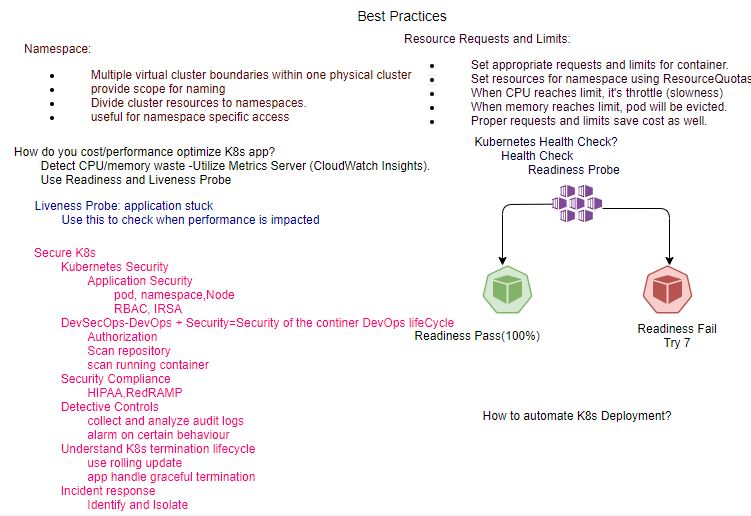 Best Practices
Namespace:
Multiple virtual cluster boundaries within one physical cluster
provide scope for naming
Divide cluster resources to namespaces.
useful for namespace specific access
Resource Requests and Limits:
Set appropriate requests and limits for container.
Set resources for namespace using ResourceQuotas
When CPU reaches limit, it's throttle (slowness)
When memory reaches limit, pod will be evicted.
Proper requests and limits save cost as well.
How do you cost/performance optimize K8s app?
Detect CPU/memory waste -Utilize Metrics Server (CloudWatch Insights).
Use Readiness and Liveness Probe
Liveness Probe: application stuck
Use this to check when performance is impacted
Kubernetes Health Check?
Health Check
Readiness Probe
Readiness Pass(100%)
Readiness Fail
Try 7
Secure K8s
Kubernetes Security
Application Security
pod, namespace,Node
RBAC, IRSA
DevSecOps-DevOps + Security=Security of the continer DevOps lifeCycle
Authorization
Scan repository
scan running container
Security Compliance
HIPAA,RedRAMP
Detective Controls
collect and analyze audit logs
alarm on certain behaviour
Understand K8s termination lifecycle
use rolling update
app handle graceful termination
Incident response
Identify and Isolate
How to automate K8s Deployment?